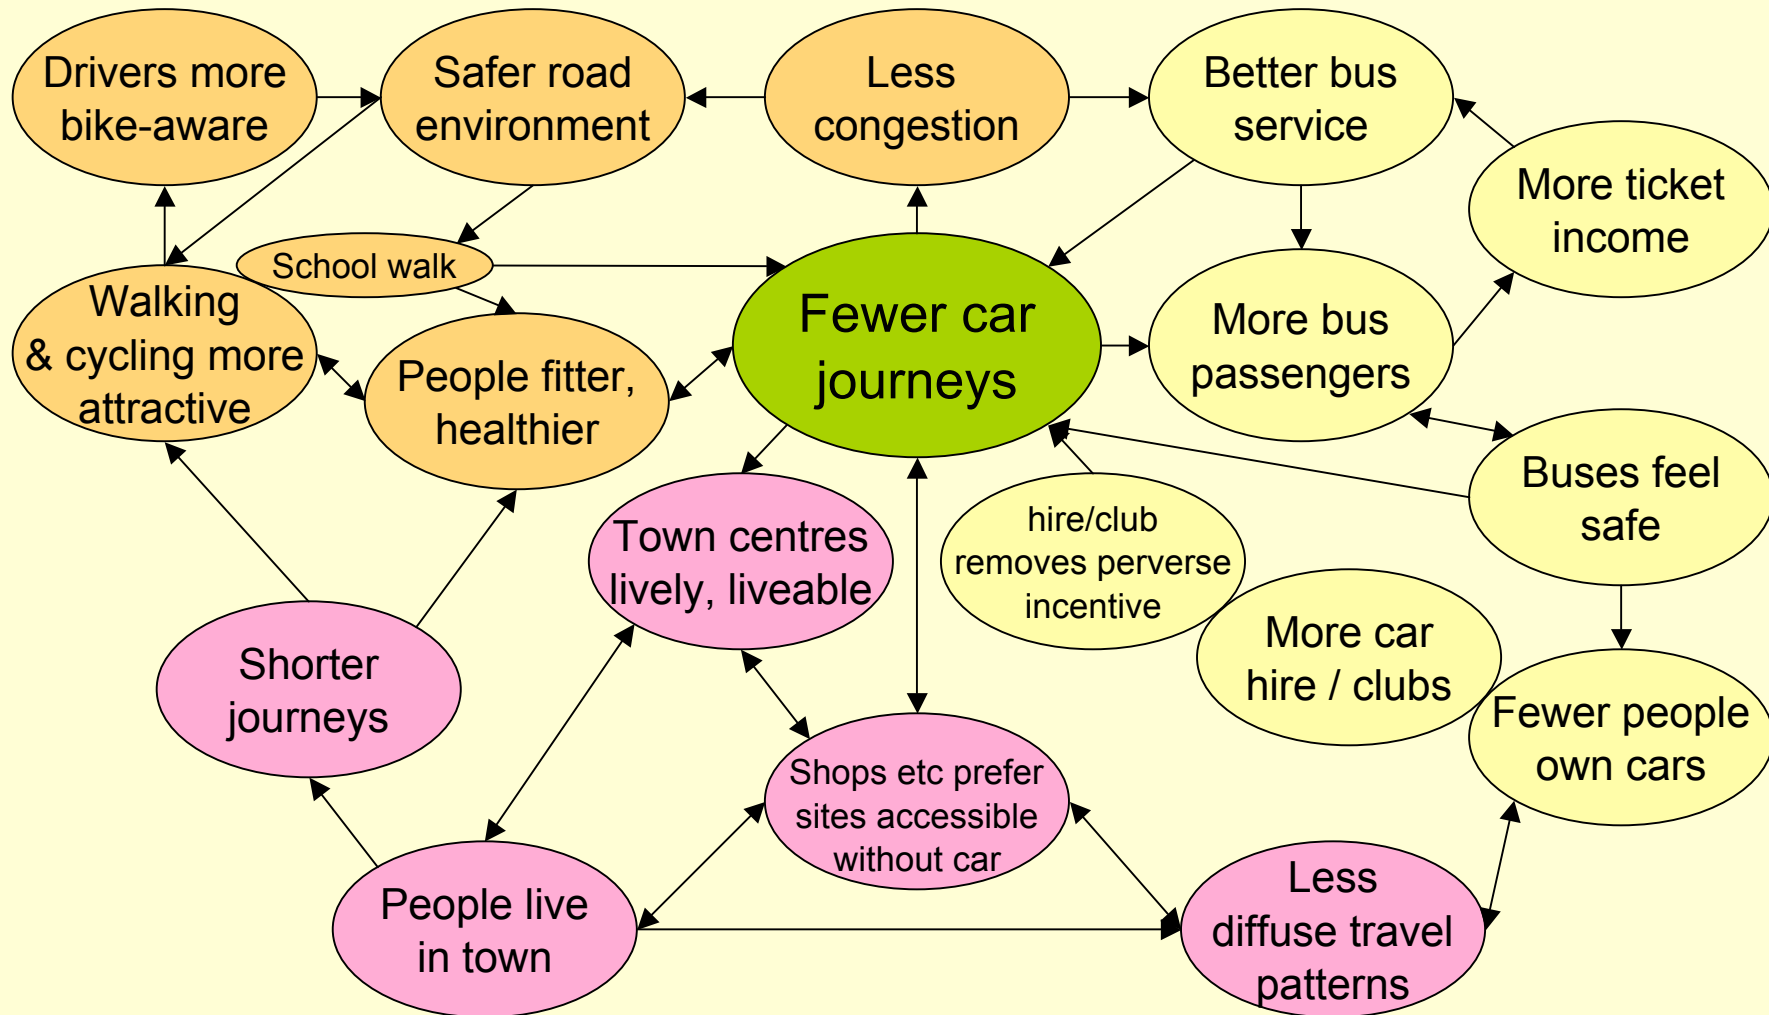 Drivers more
bike-aware
Safer road
environment
Less
congestion
Better bus
service
More ticket
income
School walk
Walking
& cycling more
attractive
People fitter,
healthier
Fewer car
journeys
More bus
passengers
Buses feel
safe
Town centres
lively, liveable
hire/club
removes perverse
incentive
More car
hire / clubs
Shorter
journeys
Fewer people
own cars
Shops etc prefer
sites accessible
without car
People live
in town
Less
diffuse travel
patterns